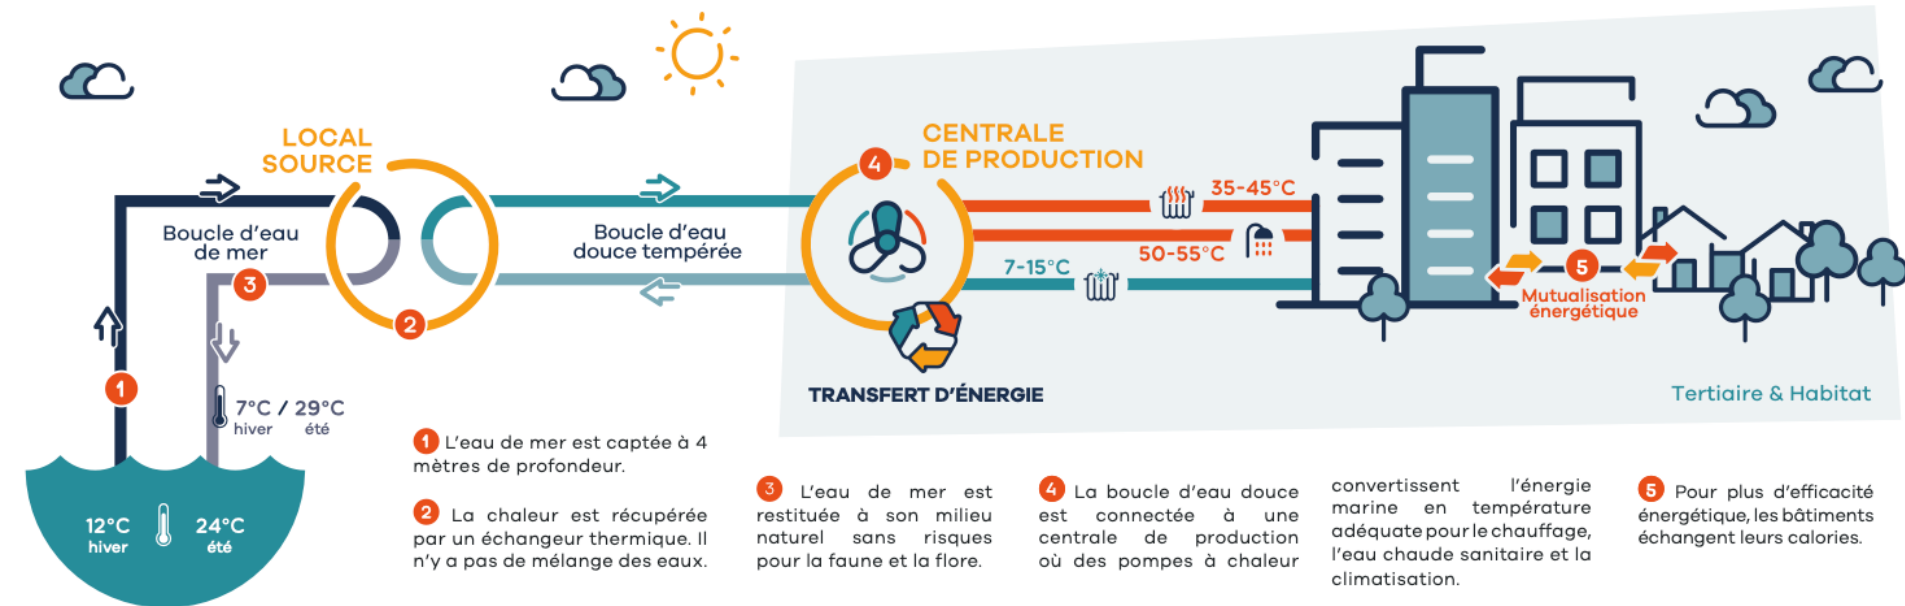 LOCAL
SOURCE
Boucle d'eau
de mer
3
2
1
7°C / 29°C
hiver été
12°C
hiver
24°C
été
Boucle d'eau
douce tempérée
4
CENTRALE
DE PRODUCTION
35-45°C
50-55°C
7-15°C
TRANSFERT D'ÉNERGIE
5
Mutualisation
énergétique
Tertiaire & Habitat
1 L'eau de mer est captée à 4
mètres de profondeur.
2 La chaleur est récupérée
par un échangeur thermique. Il
n'y a pas de mélange des eaux.
3 L'eau de mer est
restituée à son milieu
naturel sans risques
pour la faune et la flore.
4 La boucle d'eau douce
est connectée à une
centrale de production
où des pompes à chaleur
convertissent l'énergie
marine en température
adéquate pour le chauffage,
l'eau chaude sanitaire et la
climatisation.
5 Pour plus d'efficacité
énergétique, les bâtiments
échangent leurs calories.